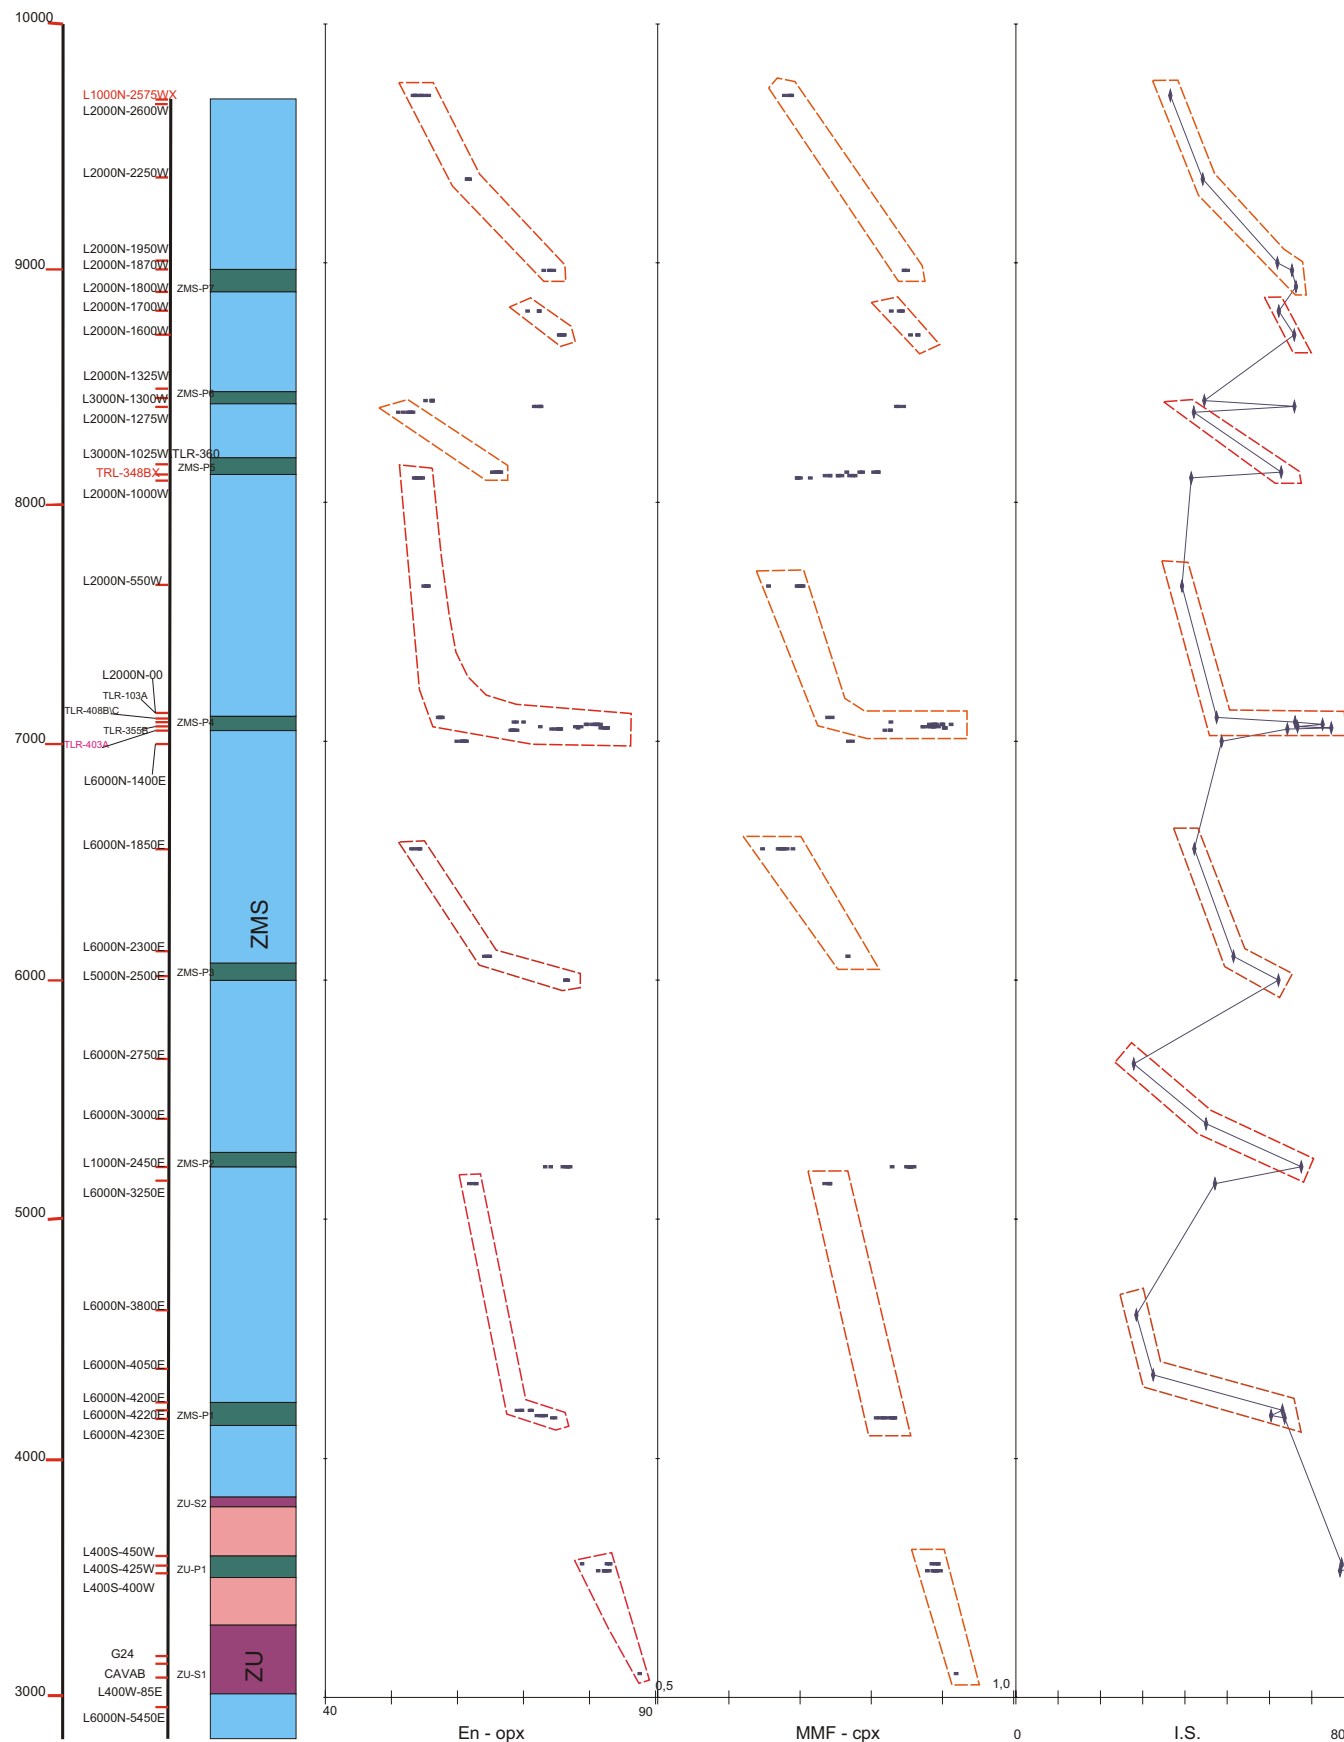 10000
L1000N-2575WX
L2000N-2600W
L2000N-2250W
L2000N-1950W
9000
L2000N-1870W
L2000N-1800W
ZMS-P7
L2000N-1700W
L2000N-1600W
L2000N-1325W
ZMS-P6
L3000N-1300W
L2000N-1275W
L3000N-1025W TLR-360
TRL-348BX
ZMS-P5
L2000N-1000W
8000
L2000N-550W
L2000N-00
TLR-103A
TLR-408B\C
ZMS-P4
TLR-355B
TLR-403A
7000
L6000N-1400E
L6000N-1850E
ZMS
L6000N-2300E
ZMS-P3
L5000N-2500E
6000
L6000N-2750E
L6000N-3000E
L1000N-2450E
ZMS-P2
L6000N-3250E
5000
L6000N-3800E
L6000N-4050E
L6000N-4200E
L6000N-4220E
ZMS-P1
L6000N-4230E
4000
ZU-S2
L400S-450W
L400S-425W
ZU-P1
L400S-400W
G24
ZU
CAVAB
ZU-S1
L400W-85E
3000
L6000N-5450E
40
90
0,5
1,0
0
80
En - opx
MMF - cpx
I.S.